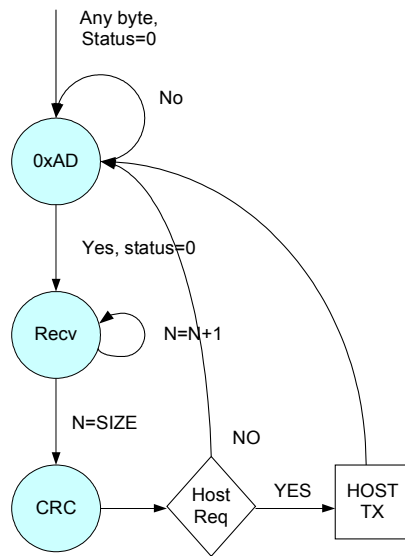 Any byte,
Status=0
No
0xAD
Yes, status=0
Recv
N=N+1
N=SIZE
NO
CRC
Host
Req
YES
HOST
TX